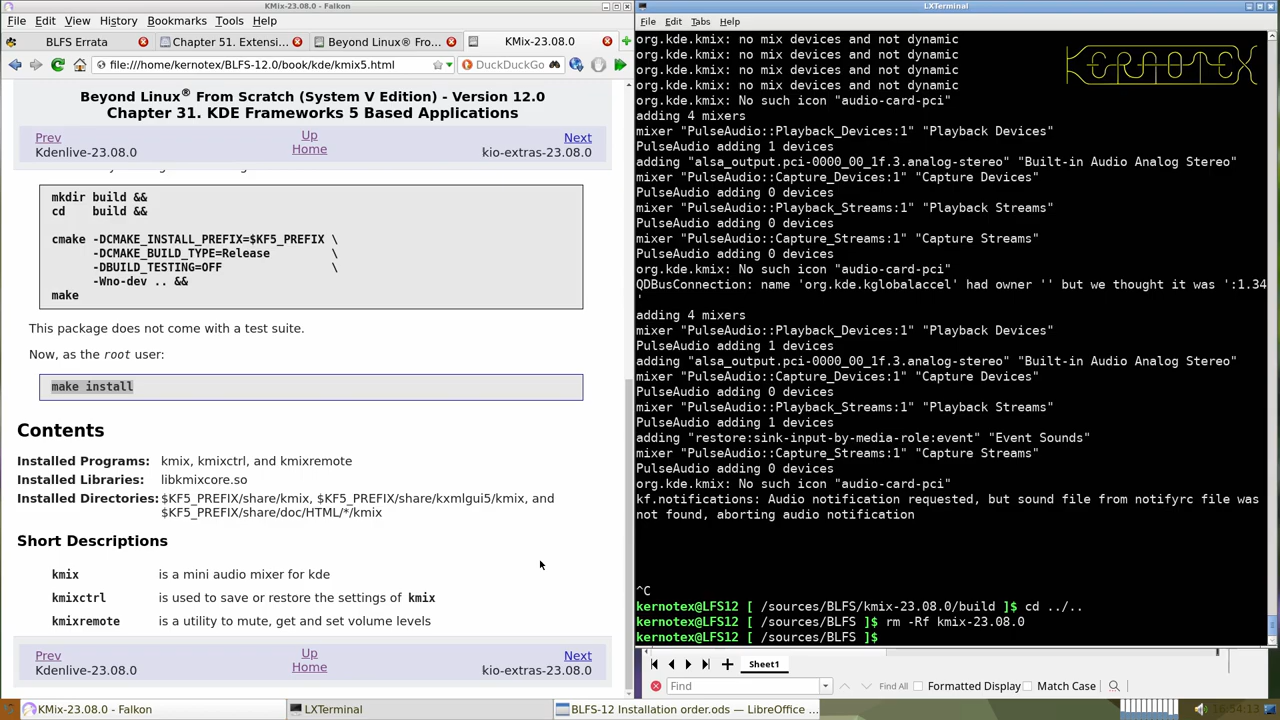 KMix-23.08.0 - Falkon
File Edit View History Bookmarks Tools Help
BLFS Errata
Chapter 51. Extensi...
Beyond Linux® Fro...
KMix-23.08.0
file:///home/kernotex/BLFS-12.0/book/kde/kmix5.html
DuckDuckGo
Beyond Linux® From Scratch (System V Edition) - Version 12.0
Chapter 31. KDE Frameworks 5 Based Applications
Prev
Up
Next
Kdenlive-23.08.0
Home
kio-extras-23.08.0
mkdir build &&
cd    build &&
cmake -DCMAKE_INSTALL_PREFIX=$KF5_PREFIX \
-DCMAKE_BUILD_TYPE=Release         \
-DBUILD_TESTING=OFF                \
-Wno-dev .. &&
make
This package does not come with a test suite.
Now, as the root user:
make install
Contents
Installed Programs: kmix, kmixctrl, and kmixremote
Installed Libraries: libkmixcore.so
Installed Directories: $KF5_PREFIX/share/kmix, $KF5_PREFIX/share/kxmlgui5/kmix, and
$KF5_PREFIX/share/doc/HTML/*/kmix
Short Descriptions
kmix is a mini audio mixer for kde
kmixctrl is used to save or restore the settings of kmix
kmixremote is a utility to mute, get and set volume levels
Prev
Up
Next
Kdenlive-23.08.0
Home
kio-extras-23.08.0
LXTerminal
File Edit Tabs Help
KERNOTEX
org.kde.kmix: no mix devices and not dynamic
org.kde.kmix: no mix devices and not dynamic
org.kde.kmix: no mix devices and not dynamic
org.kde.kmix: no mix devices and not dynamic
org.kde.kmix: No such icon "audio-card-pci"
adding 4 mixers
mixer "PulseAudio::Playback_Devices:1" "Playback Devices"
PulseAudio adding 1 devices
adding "alsa_output.pci-0000_00_1f.3.analog-stereo" "Built-in Audio Analog Stereo"
mixer "PulseAudio::Capture_Devices:1" "Capture Devices"
PulseAudio adding 0 devices
mixer "PulseAudio::Playback_Streams:1" "Playback Streams"
PulseAudio adding 0 devices
mixer "PulseAudio::Capture_Streams:1" "Capture Streams"
PulseAudio adding 0 devices
org.kde.kmix: No such icon "audio-card-pci"
QDBusConnection: name 'org.kde.kglobalaccel' had owner '' but we thought it was ':1.34
'
adding 4 mixers
mixer "PulseAudio::Playback_Devices:1" "Playback Devices"
PulseAudio adding 1 devices
adding "alsa_output.pci-0000_00_1f.3.analog-stereo" "Built-in Audio Analog Stereo"
mixer "PulseAudio::Capture_Devices:1" "Capture Devices"
PulseAudio adding 0 devices
mixer "PulseAudio::Playback_Streams:1" "Playback Streams"
PulseAudio adding 1 devices
adding "restore:sink-input-by-media-role:event" "Event Sounds"
mixer "PulseAudio::Capture_Streams:1" "Capture Streams"
PulseAudio adding 0 devices
org.kde.kmix: No such icon "audio-card-pci"
kf.notifications: Audio notification requested, but sound file from notifyrc file was
not found, aborting audio notification
^C
kernotex@LFS12 [ /sources/BLFS/kmix-23.08.0/build ]$ cd ../..
kernotex@LFS12 [ /sources/BLFS ]$ rm -Rf kmix-23.08.0
kernotex@LFS12 [ /sources/BLFS ]$
Sheet1
Find
Find All
Formatted Display
Match Case
KMix-23.08.0 - Falkon
LXTerminal
BLFS-12 Installation order.ods — LibreOffice ...
16:54:13